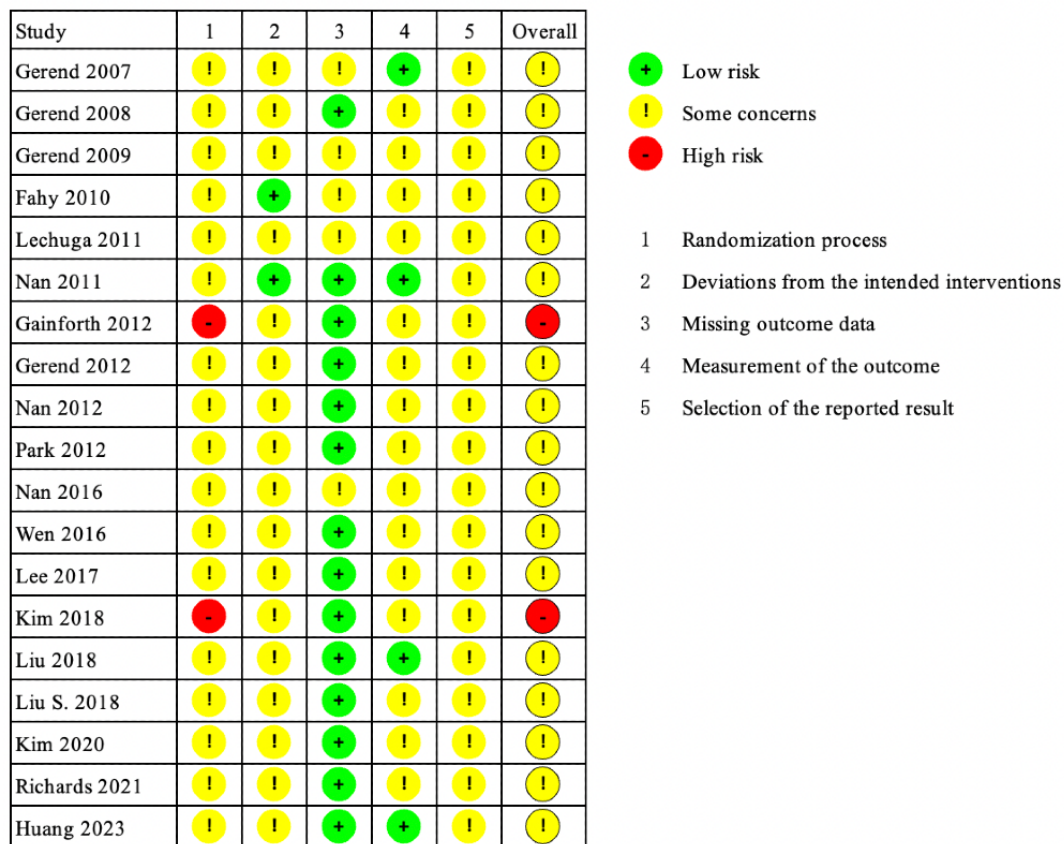 Study 1 2 3 4 5 Overall
Gerend 2007 ! ! ! + ! !
Gerend 2008 ! ! + ! ! !
Gerend 2009 ! ! ! ! ! !
Fahy 2010 ! + ! ! ! !
Lechuga 2011 ! ! ! ! ! !
Nan 2011 ! + + + ! !
Gainforth 2012 - ! + ! ! -
Gerend 2012 ! ! + ! ! !
Nan 2012 ! ! + ! ! !
Park 2012 ! ! + ! ! !
Nan 2016 ! ! ! ! ! !
Wen 2016 ! ! + ! ! !
Lee 2017 ! ! + ! ! !
Kim 2018 - ! + ! ! -
Liu 2018 ! ! + + ! !
Liu S. 2018 ! ! + ! ! !
Kim 2020 ! ! + ! ! !
Richards 2021 ! ! + ! ! !
Huang 2023 ! ! + + ! !
+ Low risk
! Some concerns
- High risk
1 Randomization process
2 Deviations from the intended interventions
3 Missing outcome data
4 Measurement of the outcome
5 Selection of the reported result